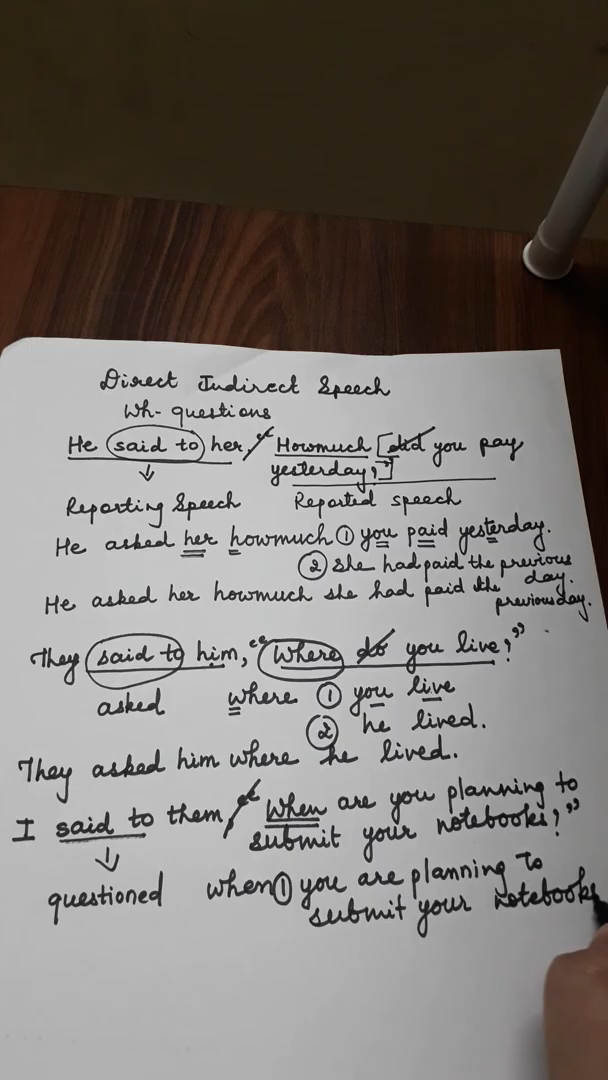 Direct Indirect Speech
Wh- questions
He said to her, "Howmuch [did you pay
yesterday?"]
Reporting Speech Reported speech
He asked her howmuch ① you paid yesterday.
② she had paid the previous
day.
He asked her howmuch she had paid the
previousday.
They said to him, "Where do you live?"
asked where ① you live
② he lived.
They asked him where he lived.
I said to them, "When are you planning to
submit your notebooks?"
questioned when ① you are planning to
submit your notebooks